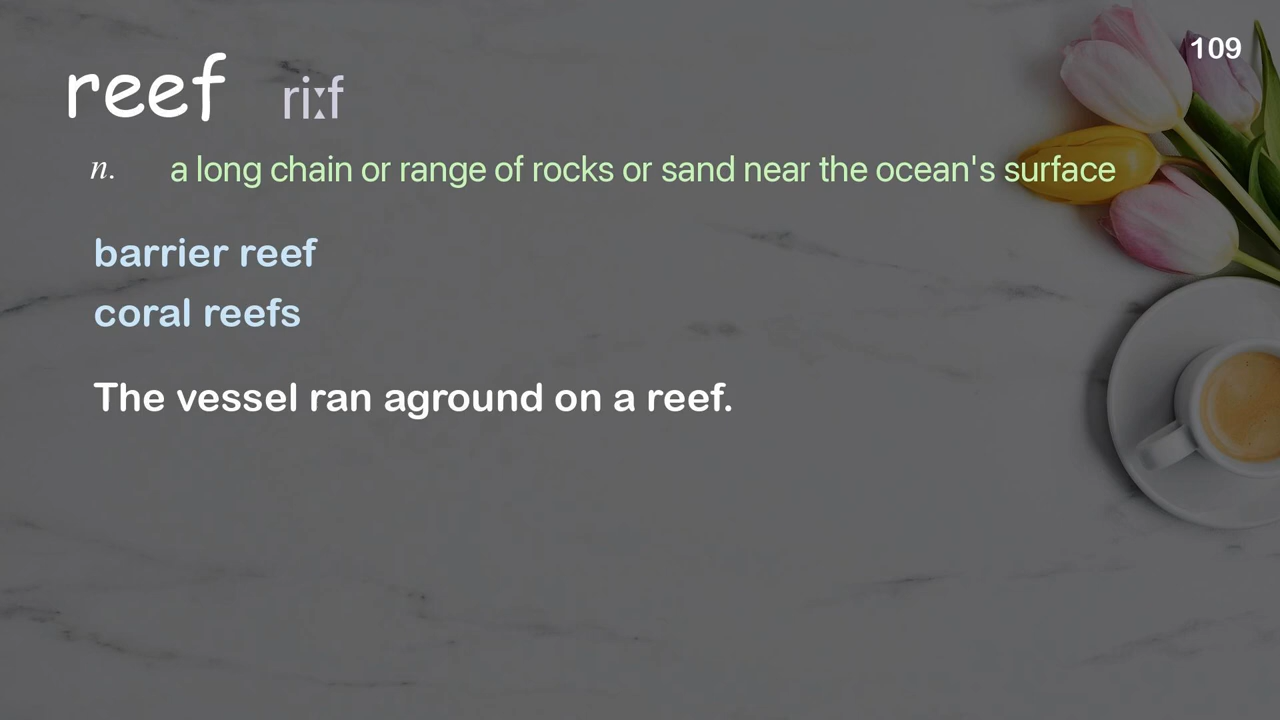 109
reef riːf
n. a long chain or range of rocks or sand near the ocean's surface
barrier reef
coral reefs
The vessel ran aground on a reef.